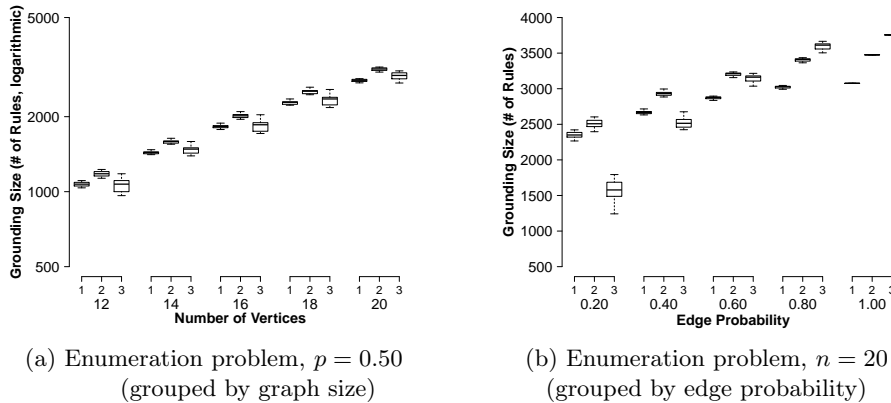 5000
2000
1000
500
Grounding Size (# of Rules, logarithmic)
1 2 3 1 2 3 1 2 3 1 2 3 1 2 3
12 14 16 18 20
Number of Vertices
(a) Enumeration problem, p = 0.50
(grouped by graph size)
4000
3500
3000
2500
2000
1500
1000
500
Grounding Size (# of Rules)
1 2 3 1 2 3 1 2 3 1 2 3 1 2 3
0.20 0.40 0.60 0.80 1.00
Edge Probability
(b) Enumeration problem, n = 20
(grouped by edge probability)